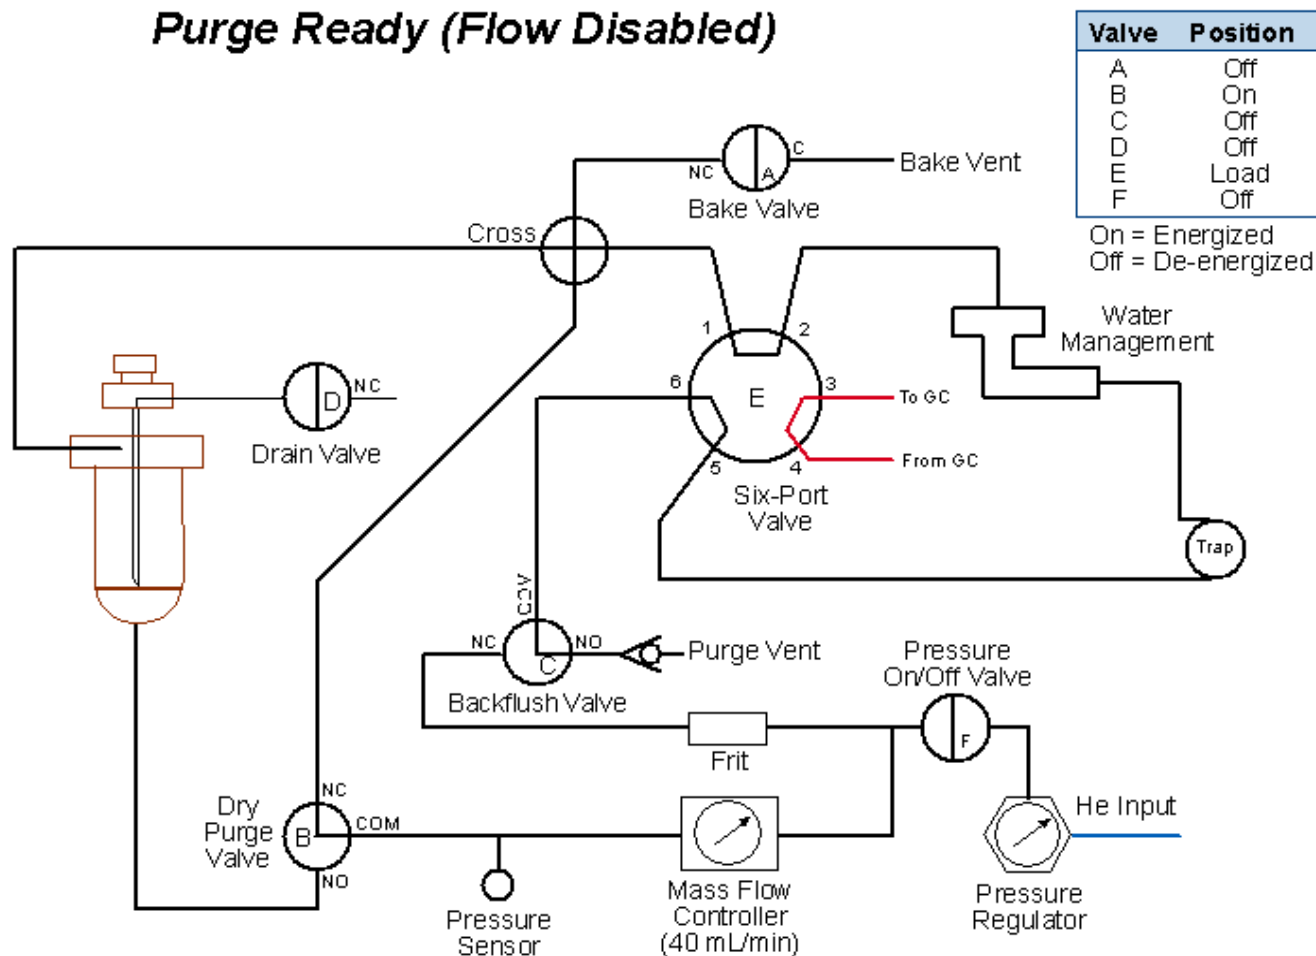 Purge Ready (Flow Disabled)
Valve Position
A Off
B On
C Off
D Off
E Load
F Off
On = Energized
Off = De-energized
C
NC
A
Bake Vent
Bake Valve
Cross
1
2
Water
Management
6
E
3
To GC
NC
D
Drain Valve
From GC
5
4
Six-Port
Valve
Trap
NC
NO
C
Purge Vent
Pressure
On/Off Valve
Backflush Valve
F
Frit
NC
Dry
Purge
Valve
B
COM
He Input
NO
Mass Flow
Controller
(40 mL/min)
Pressure
Regulator
Pressure
Sensor